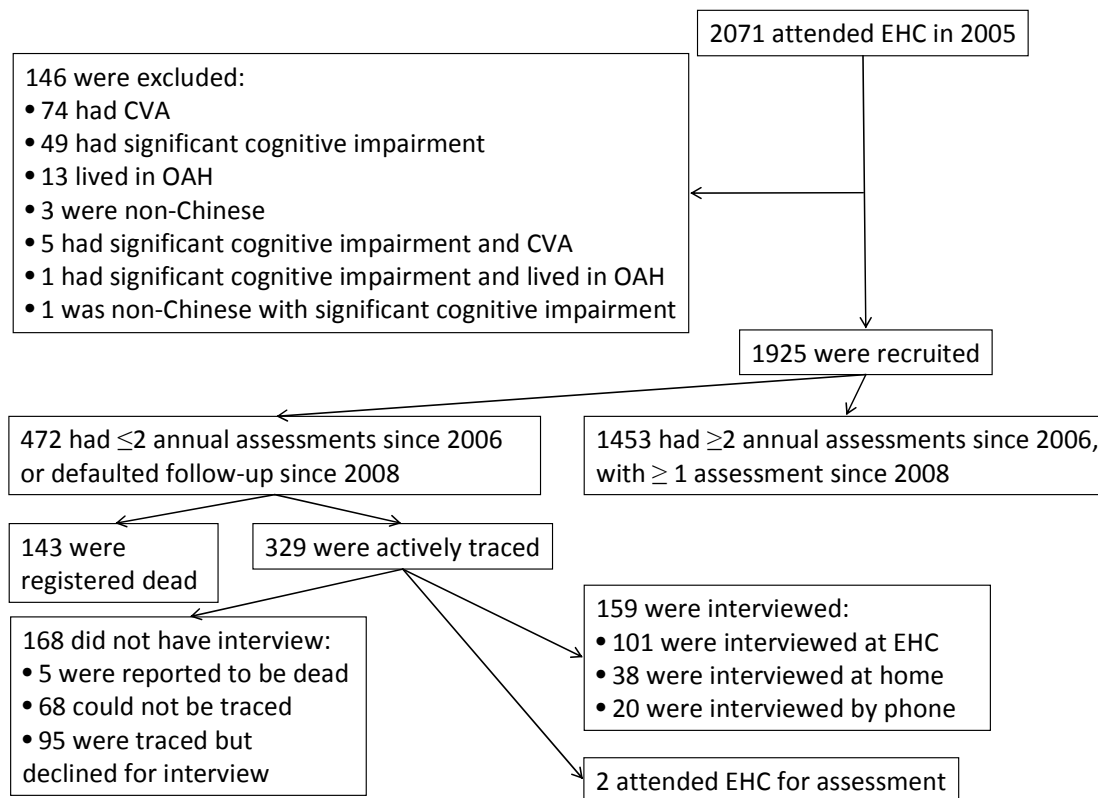 2071 attended EHC in 2005
146 were excluded:
• 74 had CVA
• 49 had significant cognitive impairment
• 13 lived in OAH
• 3 were non-Chinese
• 5 had significant cognitive impairment and CVA
• 1 had significant cognitive impairment and lived in OAH
• 1 was non-Chinese with significant cognitive impairment
1925 were recruited
472 had ≤2 annual assessments since 2006
or defaulted follow-up since 2008
1453 had ≥2 annual assessments since 2006,
with ≥ 1 assessment since 2008
143 were
registered dead
329 were actively traced
168 did not have interview:
• 5 were reported to be dead
• 68 could not be traced
• 95 were traced but
declined for interview
159 were interviewed:
• 101 were interviewed at EHC
• 38 were interviewed at home
• 20 were interviewed by phone
2 attended EHC for assessment